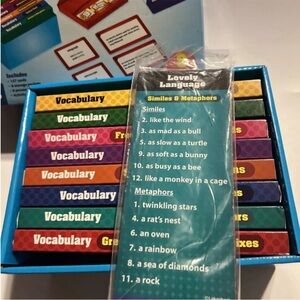 Includes
Lovely
Language
Similes & Metaphors
Similes
2. like the wind
3. as mad as a bull
5. as slow as a turtle
9. as soft as a bunny
10. as busy as a bee
12. like a monkey in a cage
Metaphors
1. twinkling stars
4. a rat's nest
6. an oven
7. a rainbow
8. a sea of diamonds
11. a rock
Vocabulary
Vocabulary
Vocabulary
Vocabulary
Vocabulary
Vocabulary
Vocabulary
Vocabulary